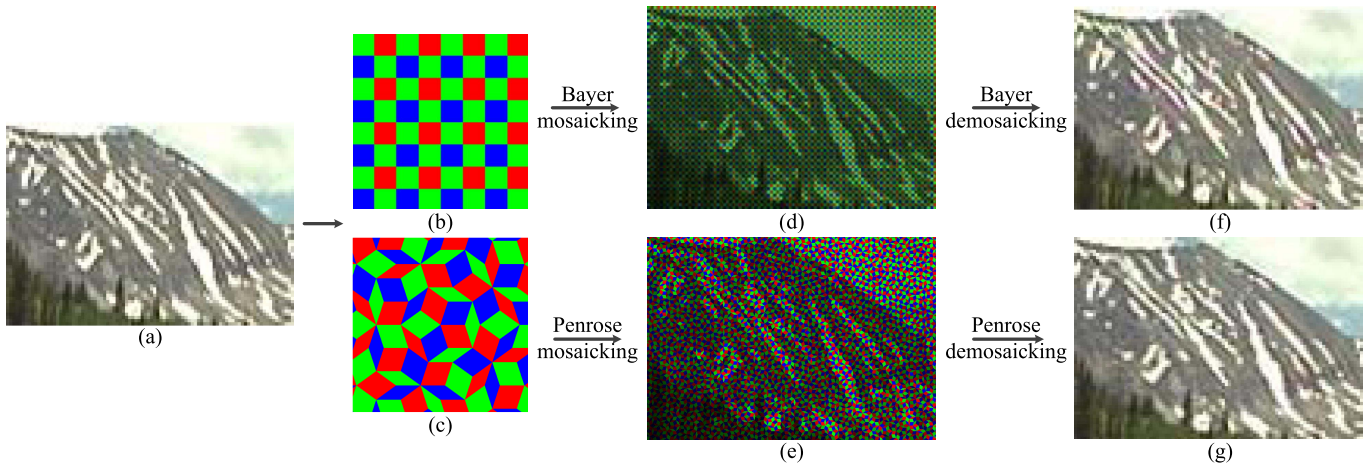 Bayer
mosaicking
Bayer
demosaicking
(b)
(d)
(f)
(a)
Penrose
mosaicking
Penrose
demosaicking
(c)
(e)
(g)